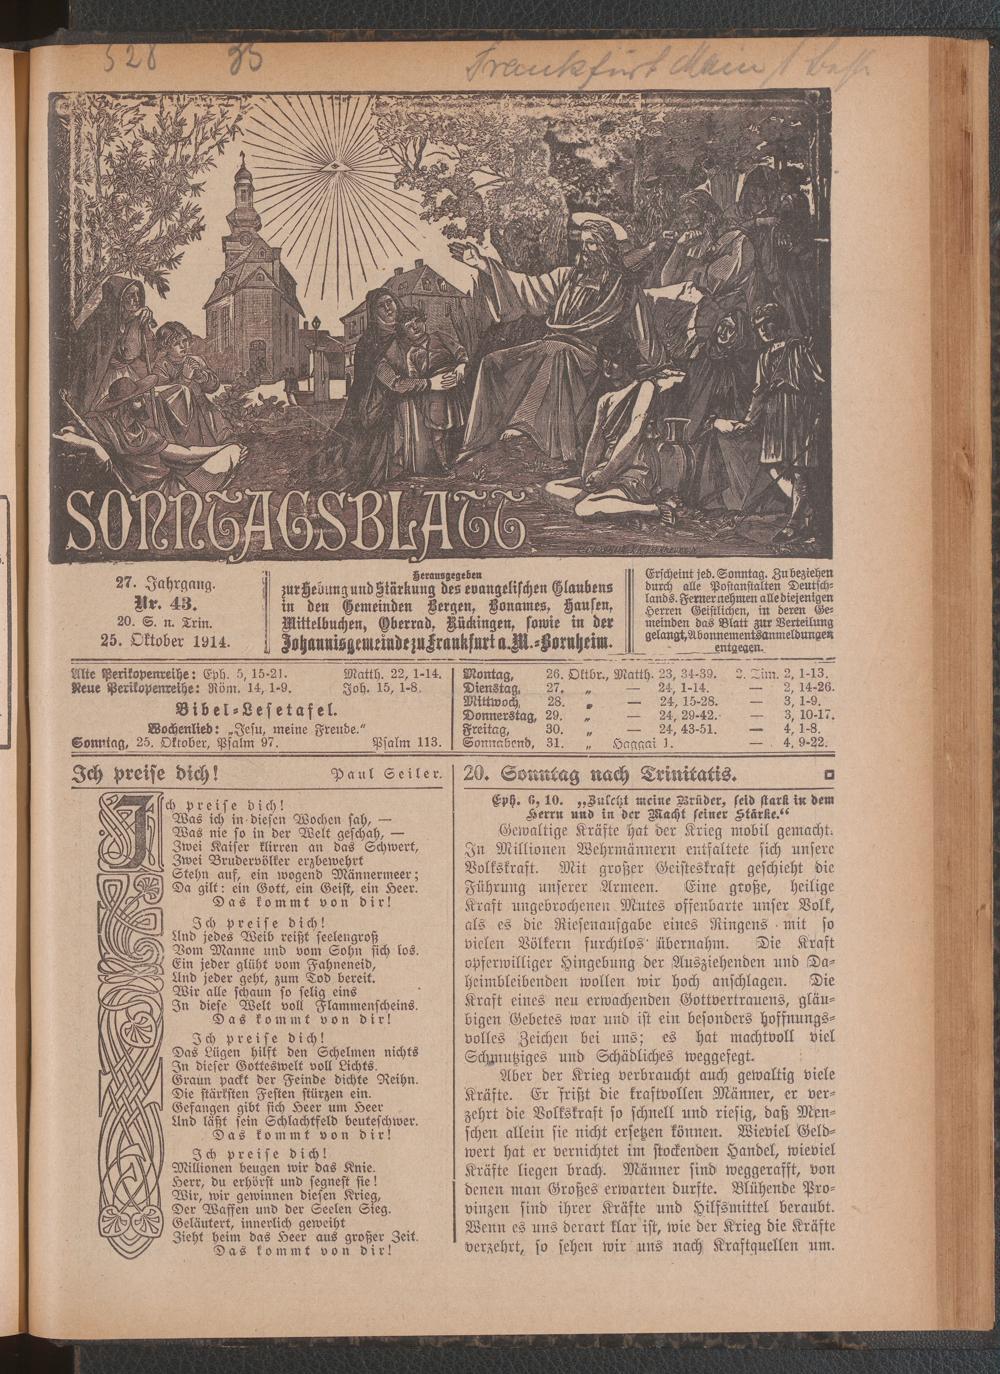 528 35 Frankfurt Main
SONNTAGSBLATT
27. Jahrgang.
Nr. 43.
20. S. n. Trin.
25. Oktober 1914.
Herausgegeben
zur Hebung und Stärkung des evangelischen Glaubens
in den Gemeinden Bergen, Bonames, Hausen,
Mittelbuchen, Oberrad, Rückingen, sowie in der
Johannisgemeinde zu Frankfurt a. M.-Bornheim.
Erscheint jed. Sonntag. Zu beziehen
durch alle Postanstalten Deutsch-
lands. Ferner nehmen alle diejenigen
Herren Geistlichen, in deren Ge-
meinden das Blatt zur Verteilung
gelangt, Abonnementsanmeldungen
entgegen.
Alte Perikopenreihe: Eph. 5, 15-21. Matth. 22, 1-14.
Neue Perikopenreihe: Röm. 14, 1-9. Joh. 15, 1-8.
Bibel-Lesetafel.
Wochenlied: „Jesu, meine Freude."
Sonntag, 25. Oktober, Psalm 97. Psalm 113.
Montag, 26. Oktbr., Matth. 23, 34-39. 2. Tim. 2, 1-13.
Dienstag, 27. „ — 24, 1-14. — 2, 14-26.
Mittwoch, 28. „ — 24, 15-28. — 3, 1-9.
Donnerstag, 29. „ — 24, 29-42. — 3, 10-17.
Freitag, 30. „ — 24, 43-51. — 4, 1-8.
Sonnabend, 31. „ Haggai 1. — 4, 9-22.
Ich preise dich! Paul Seiler.
Ich preise dich!
Was ich in diesen Wochen sah, —
Was nie so in der Welt geschah, —
Zwei Kaiser klirren an das Schwert,
Zwei Brudervölker erzbewehrt
Stehn auf, ein wogend Männermeer;
Da gilt: ein Gott, ein Geist, ein Heer.
Das kommt von dir!
Ich preise dich!
Und jedes Weib reißt seelengroß
Vom Manne und vom Sohn sich los.
Ein jeder glüht vom Fahneneid,
Und jeder geht, zum Tod bereit.
Wir alle schaun so selig eins
In diese Welt voll Flammenscheins.
Das kommt von dir!
Ich preise dich!
Das Lügen hilft den Schelmen nichts
In dieser Gotteswelt voll Lichts.
Graun packt der Feinde dichte Reihn.
Die stärksten Festen stürzen ein.
Gefangen gibt sich Heer um Heer
Und läßt sein Schlachtfeld beuteschwer.
Das kommt von dir!
Ich preise dich!
Millionen beugen wir das Knie.
Herr, du erhörst und segnest sie!
Wir, wir gewinnen diesen Krieg,
Der Waffen und der Seelen Sieg.
Geläutert, innerlich geweiht
Zieht heim das Heer aus großer Zeit.
Das kommt von dir!
20. Sonntag nach Trinitatis.
Eph. 6, 10. „Zuletzt meine Brüder, seid stark in dem
Herrn und in der Macht seiner Stärke."
Gewaltige Kräfte hat der Krieg mobil gemacht.
In Millionen Wehrmännern entfaltete sich unsere
Volkskraft. Mit großer Geisteskraft geschieht die
Führung unserer Armeen. Eine große, heilige
Kraft ungebrochenen Mutes offenbarte unser Volk,
als es die Riesenaufgabe eines Ringens mit so
vielen Völkern furchtlos übernahm. Die Kraft
opferwilliger Hingebung der Ausziehenden und Da-
heimbleibenden wollen wir hoch anschlagen. Die
Kraft eines neu erwachenden Gottvertrauens, gläu-
bigen Gebetes war und ist ein besonders hoffnungs-
volles Zeichen bei uns; es hat machtvoll viel
Schmutziges und Schädliches weggefegt.
Aber der Krieg verbraucht auch gewaltig viele
Kräfte. Er frißt die kraftvollen Männer, er ver-
zehrt die Volkskraft so schnell und riesig, daß Men-
schen allein sie nicht ersetzen können. Wieviel Geld-
wert hat er vernichtet im stockenden Handel, wieviel
Kräfte liegen brach. Männer sind weggerafft, von
denen man Großes erwarten durfte. Blühende Pro-
vinzen sind ihrer Kräfte und Hilfsmittel beraubt.
Wenn es uns derart klar ist, wie der Krieg die Kräfte
verzehrt, so sehen wir uns nach Kraftquellen um.